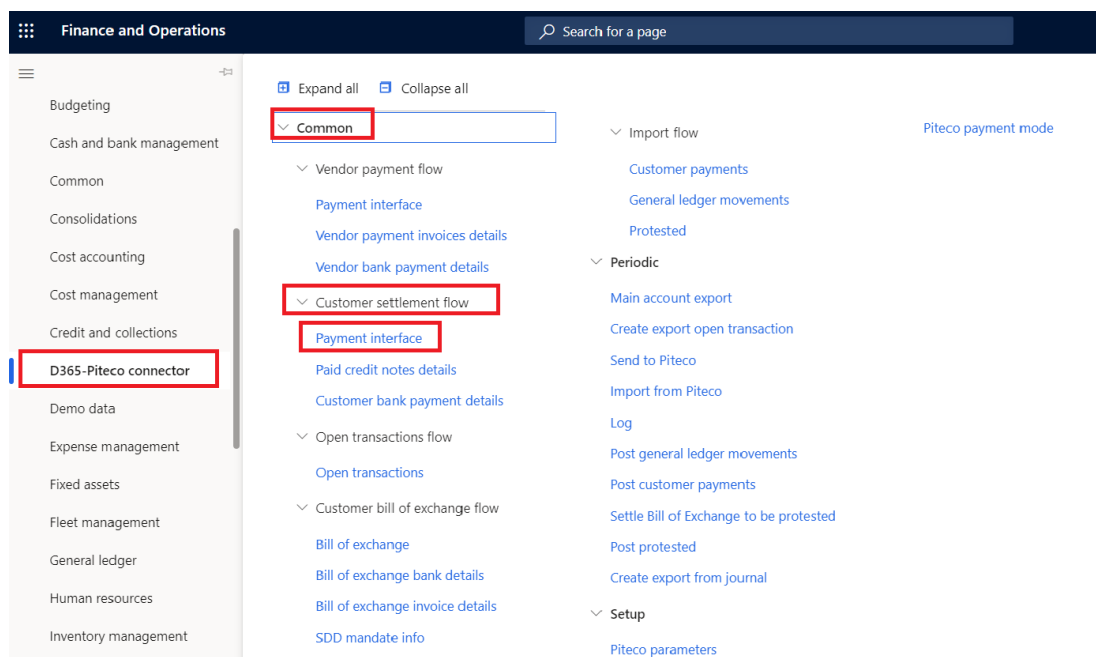 Finance and Operations
Search for a page
Budgeting
Cash and bank management
Common
Consolidations
Cost accounting
Cost management
Credit and collections
D365-Piteco connector
Demo data
Expense management
Fixed assets
Fleet management
General ledger
Human resources
Inventory management
Expand all
Collapse all
Common
Vendor payment flow
Payment interface
Vendor payment invoices details
Vendor bank payment details
Customer settlement flow
Payment interface
Paid credit notes details
Customer bank payment details
Open transactions flow
Open transactions
Customer bill of exchange flow
Bill of exchange
Bill of exchange bank details
Bill of exchange invoice details
SDD mandate info
Import flow
Customer payments
General ledger movements
Protested
Periodic
Main account export
Create export open transaction
Send to Piteco
Import from Piteco
Log
Post general ledger movements
Post customer payments
Settle Bill of Exchange to be protested
Post protested
Create export from journal
Setup
Piteco parameters
Piteco payment mode